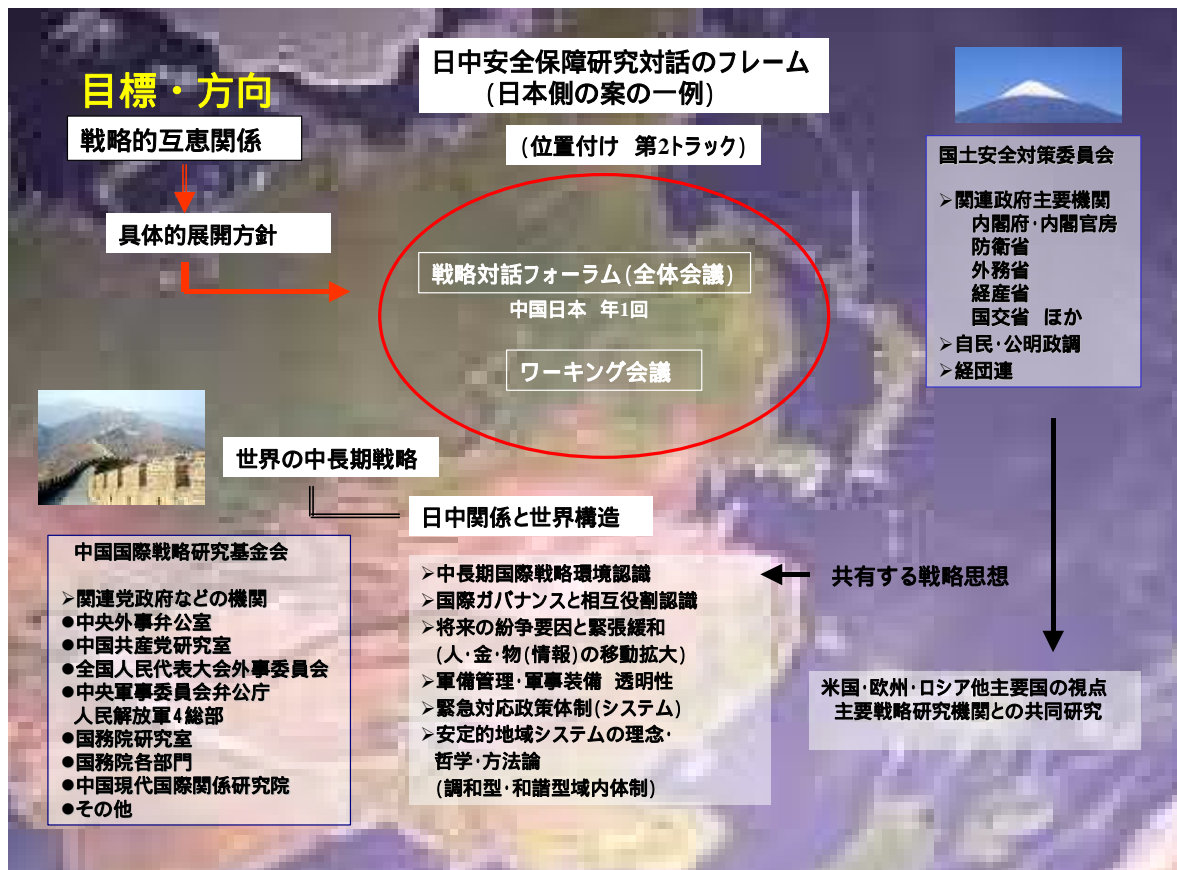 日中安全保障研究対話のフレーム
(日本側の案の一例)
(位置付け 第2トラック)
目標・方向
戦略的互恵関係
具体的展開方針
戦略対話フォーラム(全体会議)
中国日本 年1回
ワーキング会議
国土安全対策委員会
➢関連政府主要機関
内閣府・内閣官房
防衛省
外務省
経産省
国交省 ほか
➢自民・公明政調
➢経団連
世界の中長期戦略
日中関係と世界構造
中国国際戦略研究基金会
➢関連党政府などの機関
●中央外事弁公室
●中国共産党研究室
●全国人民代表大会外事委員会
●中央軍事委員会弁公庁
人民解放軍4総部
●国務院研究室
●国務院各部門
●中国現代国際関係研究院
●その他
➢中長期国際戦略環境認識
➢国際ガバナンスと相互役割認識
➢将来の紛争要因と緊張緩和
(人・金・物(情報)の移動拡大)
➢軍備管理・軍事装備 透明性
➢緊急対応政策体制(システム)
➢安定的地域システムの理念・
哲学・方法論
(調和型・和諧型域内体制)
共有する戦略思想
米国・欧州・ロシア他主要国の視点
主要戦略研究機関との共同研究